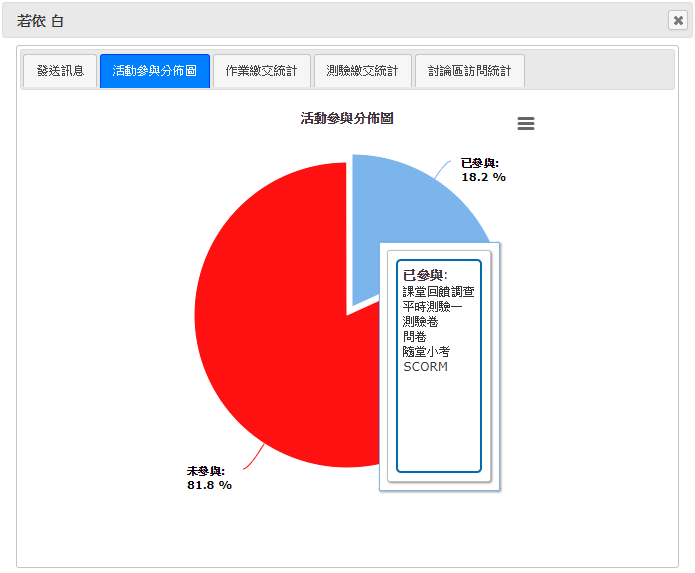 若依 白
發送訊息
活動參與分佈圖
作業繳交統計
測驗繳交統計
討論區訪問統計
活動參與分佈圖
已參與:
18.2 %
已參與:
課堂回饋調查
平時測驗一
測驗卷
問卷
隨堂小考
SCORM
未參與:
81.8 %